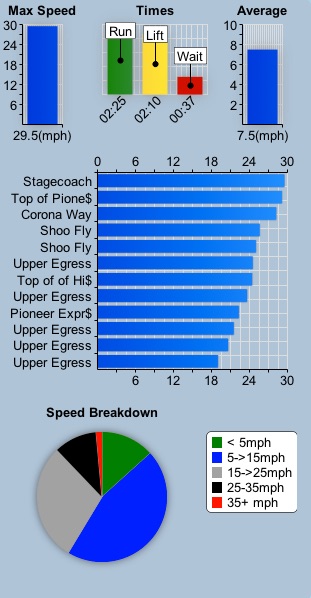 Max Speed
Times
Average
30
24
18
12
6
29.5(mph)
Run
Lift
Wait
02:25
02:10
00:37
10
8
6
4
2
7.5(mph)
0 6 12 18 24 30
Stagecoach
Top of Pione$
Corona Way
Shoo Fly
Shoo Fly
Upper Egress
Top of of Hi$
Upper Egress
Pioneer Expr$
Upper Egress
Upper Egress
Upper Egress
6 12 18 24 30
Speed Breakdown
< 5mph
5->15mph
15->25mph
25-35mph
35+ mph